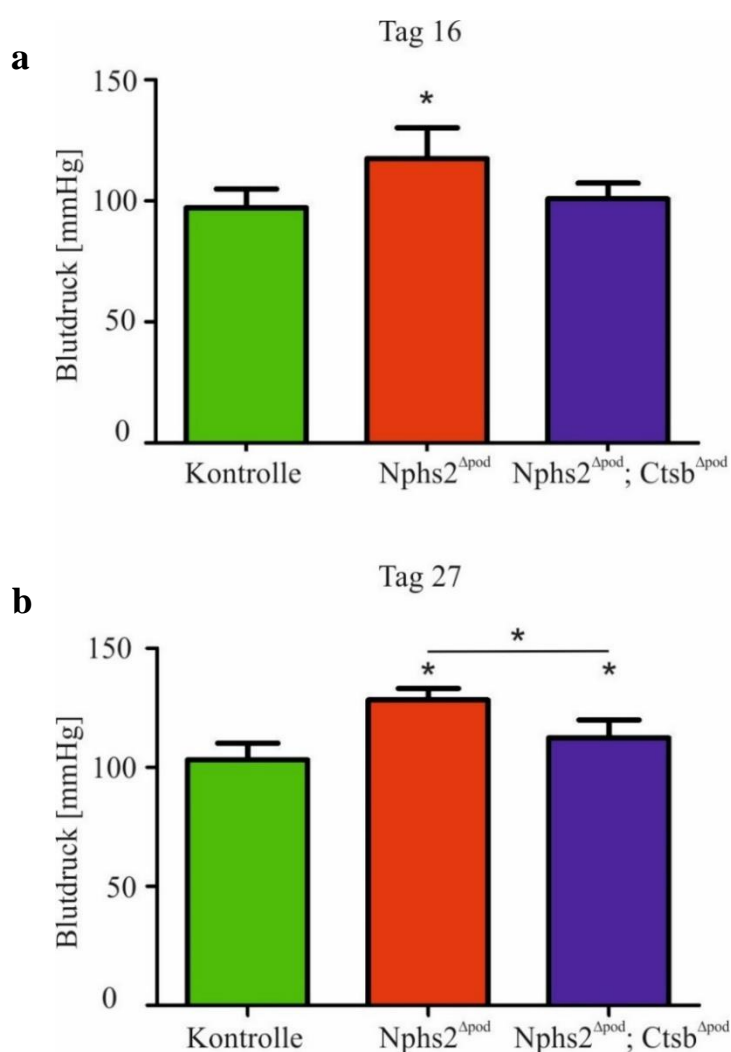 a
Tag 16
Blutdruck [mmHg]
150
*
100
50
0
Kontrolle Nphs2^Δpod Nphs2^Δpod; Ctsb^Δpod
b
Tag 27
Blutdruck [mmHg]
150
*
* *
100
50
0
Kontrolle Nphs2^Δpod Nphs2^Δpod; Ctsb^Δpod